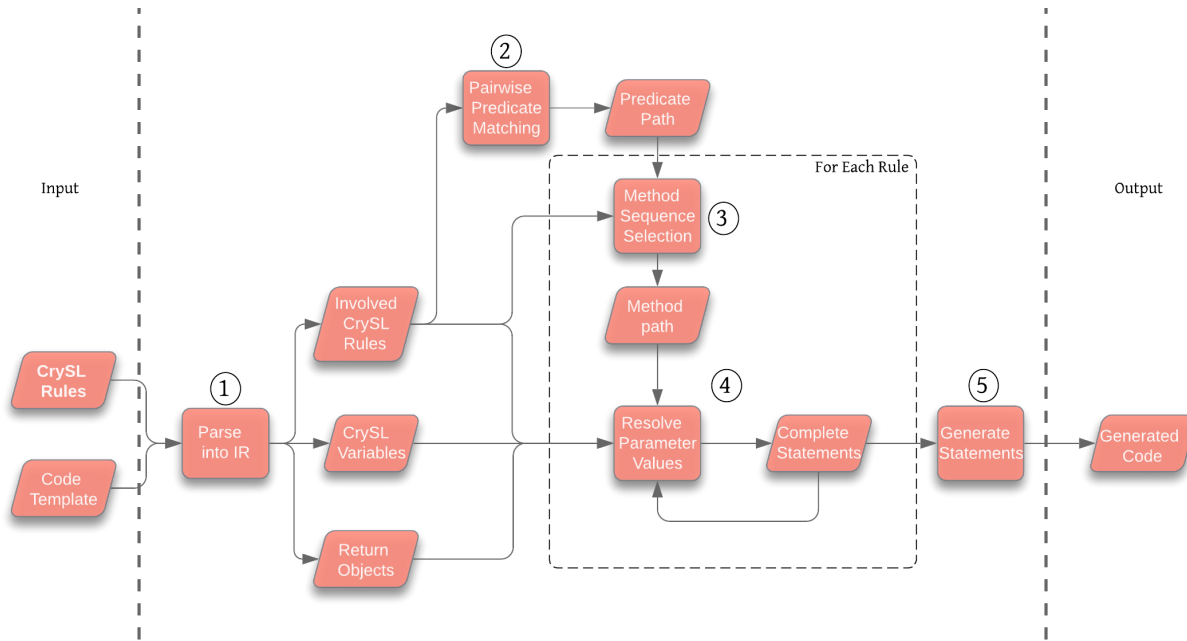 Input
CrySL
Rules
Code
Template
1
Parse
into IR
Involved
CrySL
Rules
CrySL
Variables
Return
Objects
2
Pairwise
Predicate
Matching
Predicate
Path
For Each Rule
Method
Sequence
Selection
3
Method
path
4
Resolve
Parameter
Values
Complete
Statements
5
Generate
Statements
Output
Generated
Code